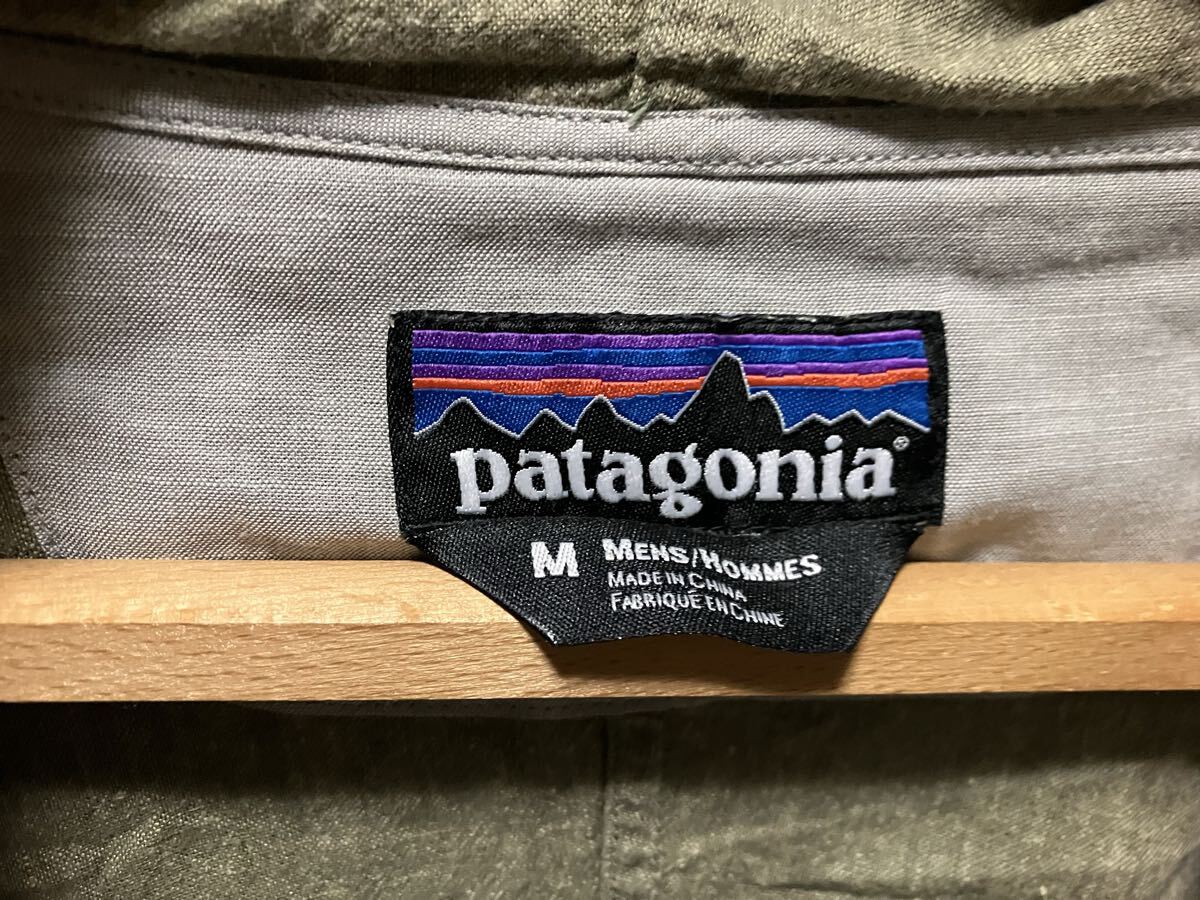 patagonia®
M MENS/HOMMES
MADE IN CHINA
FABRIQUÉ EN CHINE